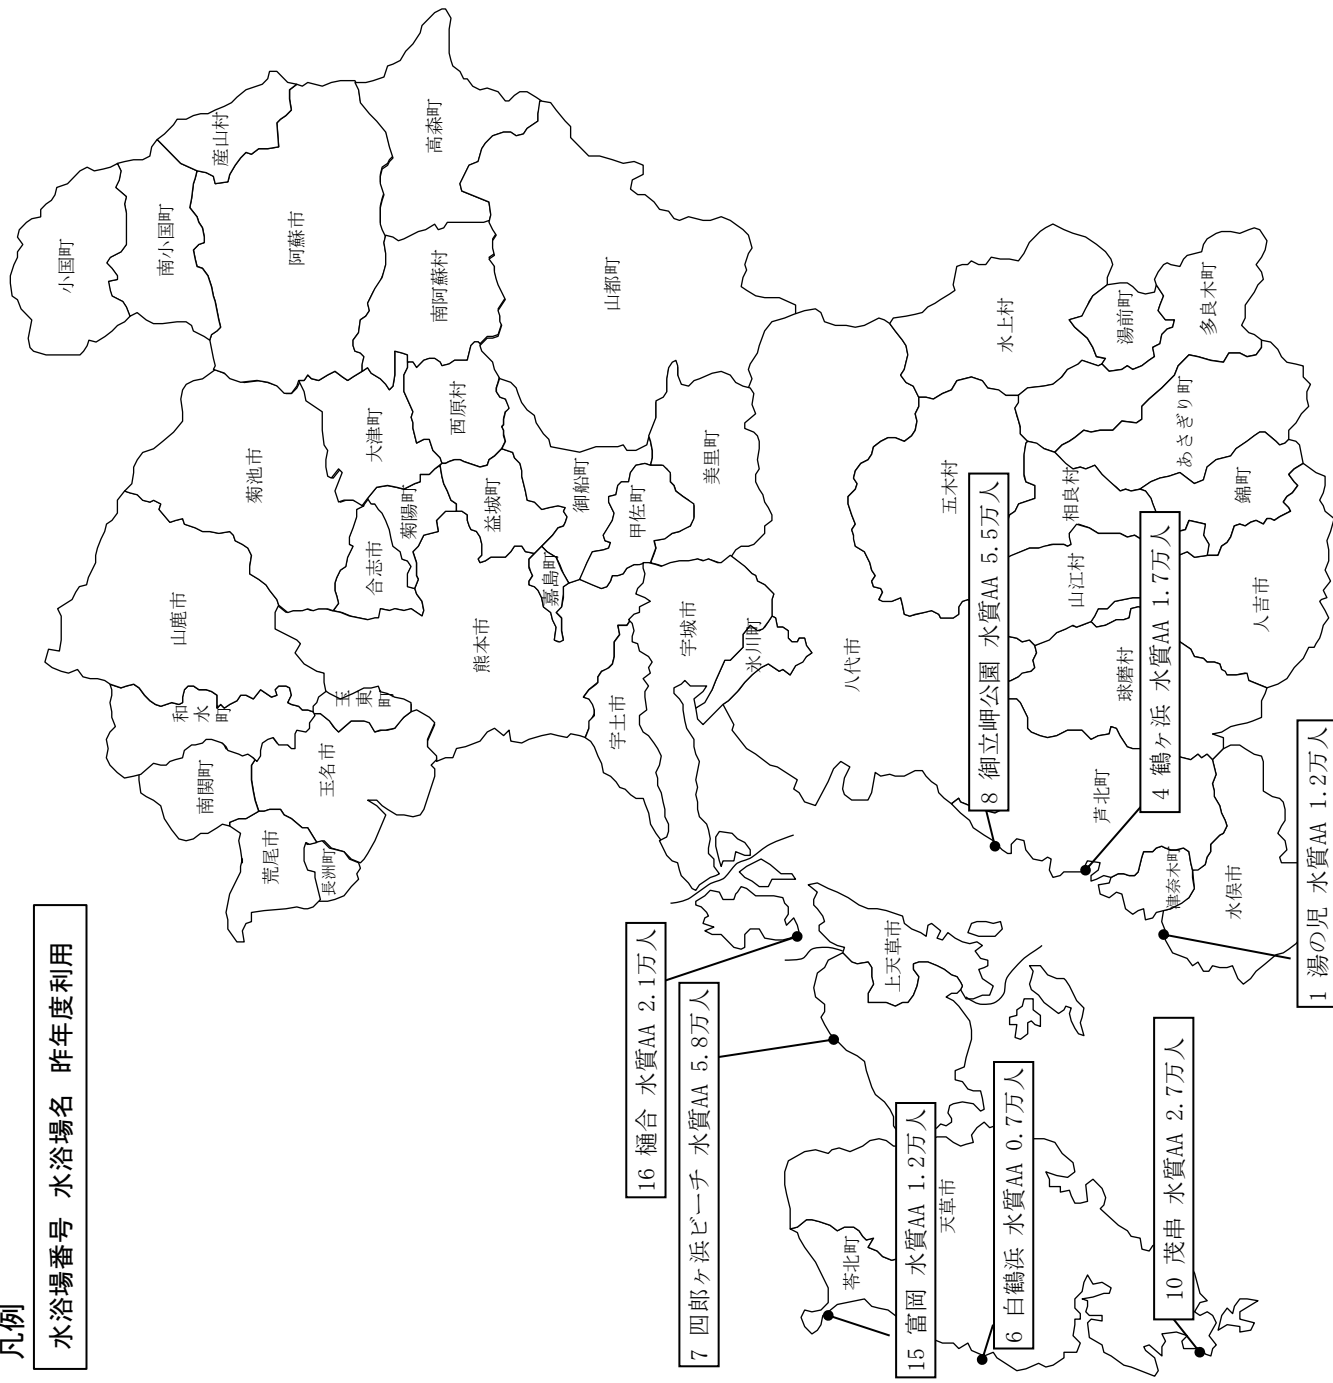 凡例
水浴場番号 水浴場名 昨年度利用
小国町
南小国町
産山村
阿蘇市
高森町
南阿蘇村
山都町
菊池市
大津町
西原村
山鹿市
合志市
菊陽町
益城町
御船町
甲佐町
嘉島町
美里町
熊本市
和水町
玉東町
南関町
玉名市
荒尾市
長洲町
宇土市
宇城市
氷川町
八代市
五木村
水上村
湯前町
多良木町
あさぎり町
相良村
錦町
山江村
人吉市
球磨村
芦北町
津奈木町
水俣市
上天草市
天草市
苓北町
16 樋合 水質AA 2.1万人
7 四郎ヶ浜ビーチ 水質AA 5.8万人
15 富岡 水質AA 1.2万人
6 白鶴浜 水質AA 0.7万人
10 茂串 水質AA 2.7万人
8 御立岬公園 水質AA 5.5万人
4 鶴ヶ浜 水質AA 1.7万人
1 湯の児 水質AA 1.2万人